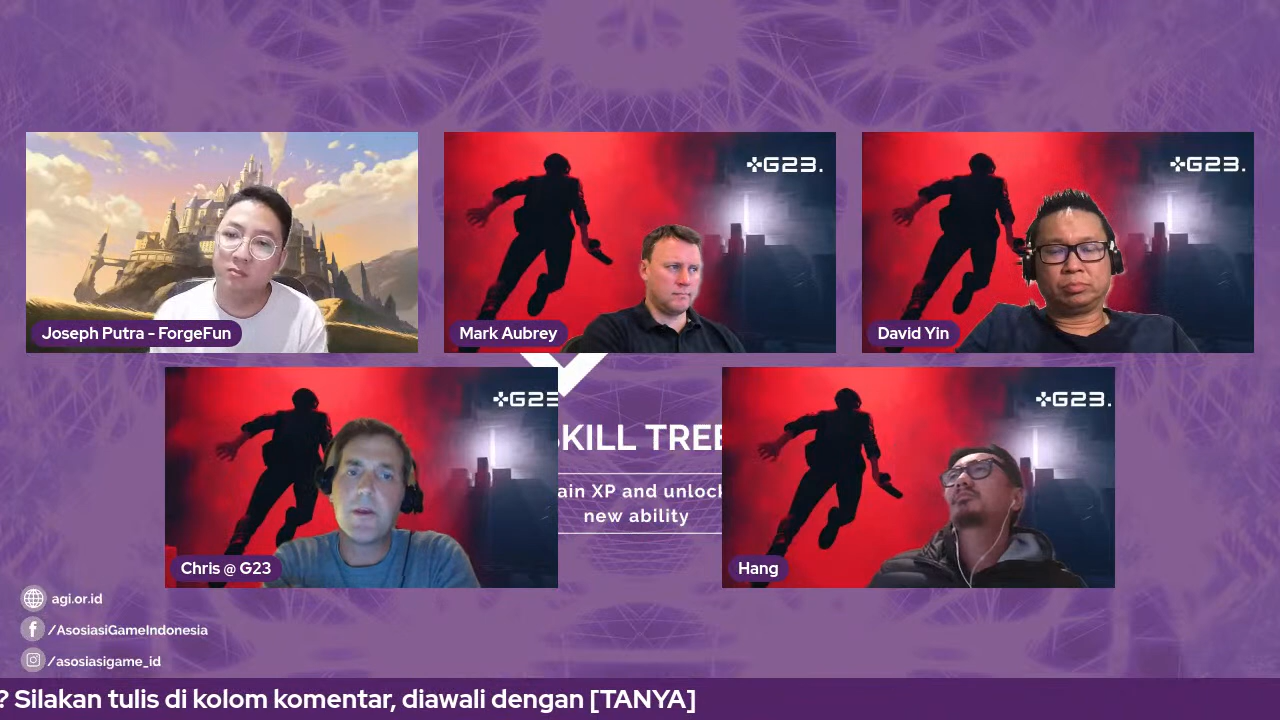 G23.
G23.
Joseph Putra - ForgeFun
Mark Aubrey
David Yin
G23
G23.
SKILL TREE
ain XP and unlock
new ability
Chris @ G23
Hang
agi.or.id
/AsosiasiGameIndonesia
/asosiasigame_id
? Silakan tulis di kolom komentar, diawali dengan [TANYA]